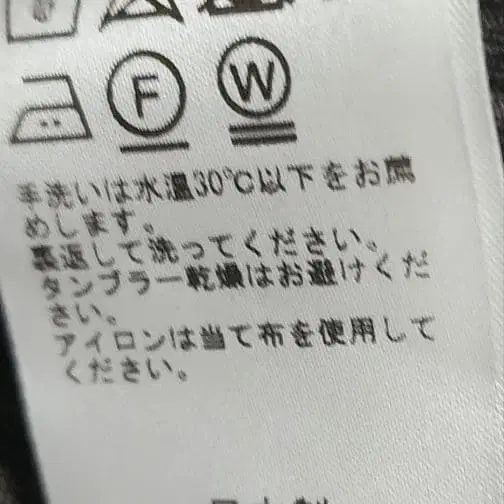 F
W
手洗いは水温30℃以下をお薦
めします。
裏返して洗ってください。
タンブラー乾燥はお避けくだ
さい。
アイロンは当て布を使用して
ください。